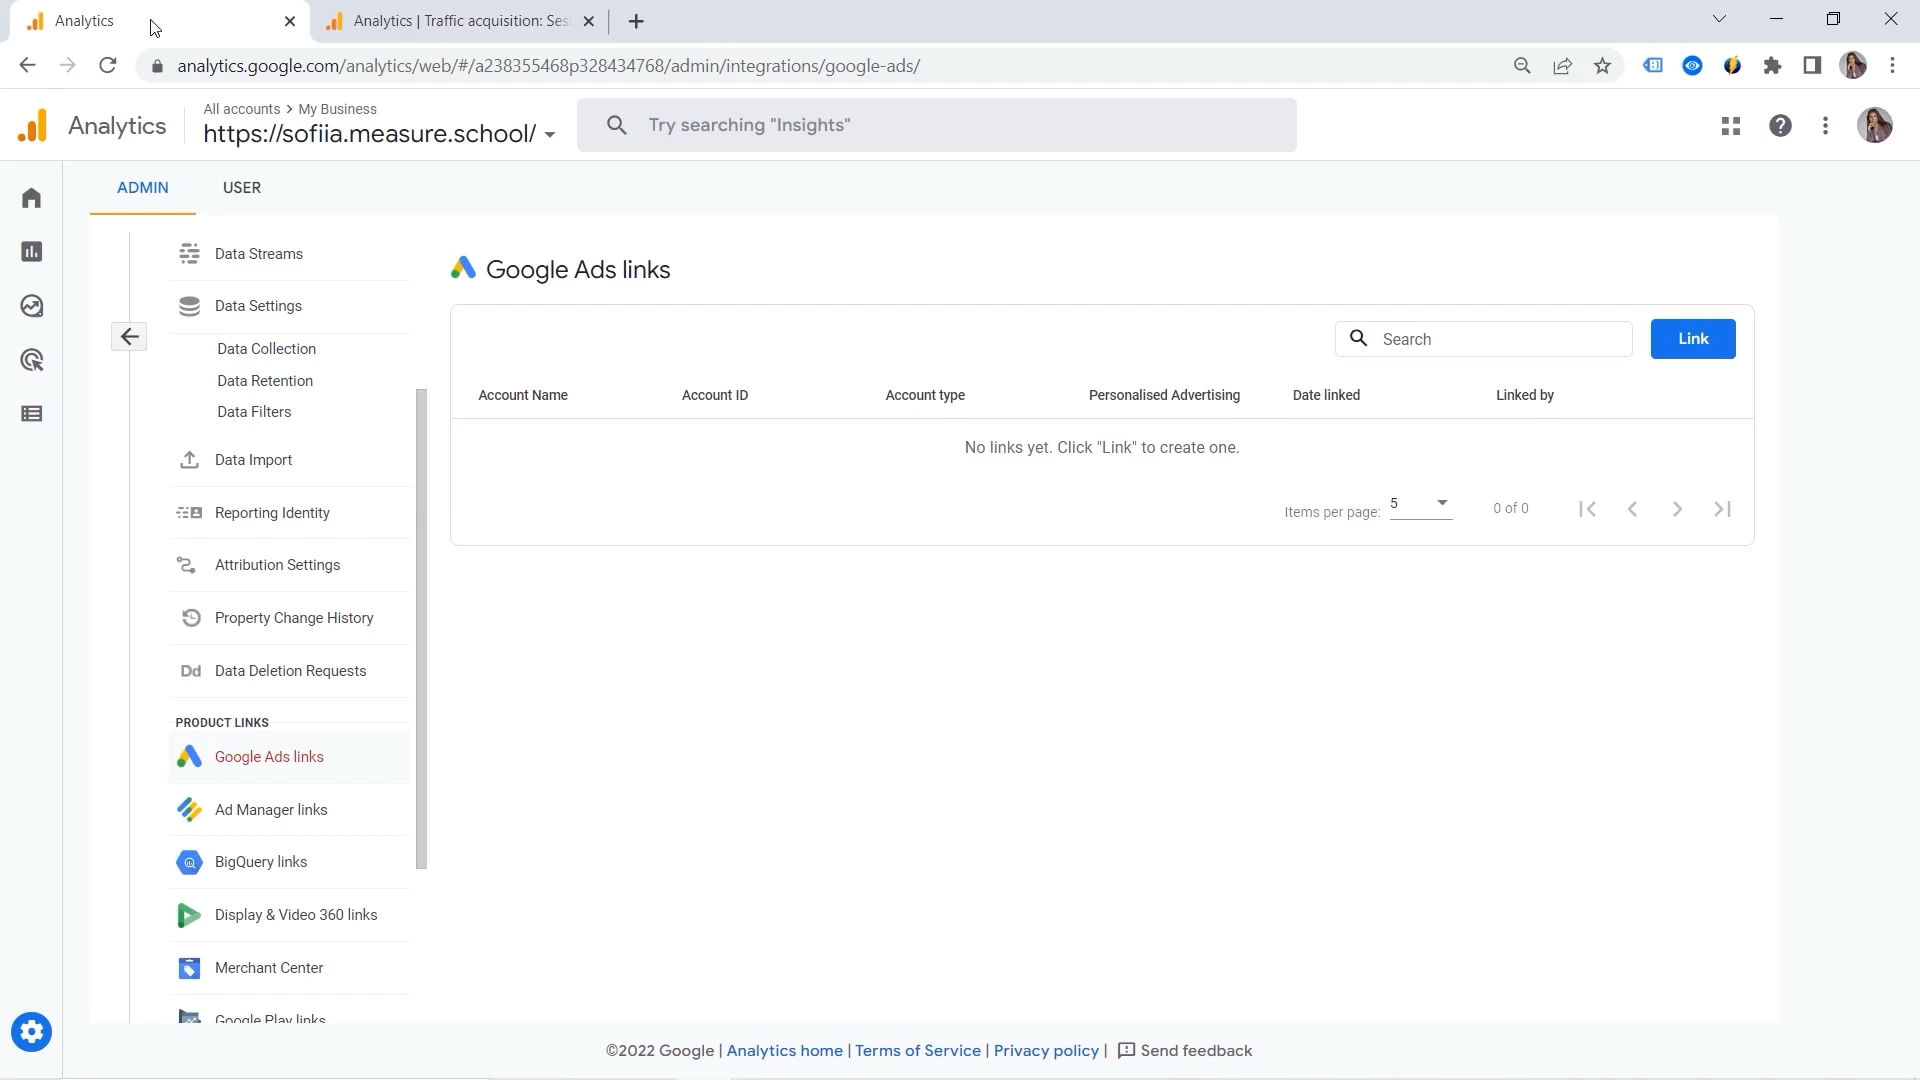 Analytics
Analytics | Traffic acquisition: Ses
analytics.google.com/analytics/web/#/a238355468p328434768/admin/integrations/google-ads/
Analytics
All accounts > My Business
https://sofiia.measure.school/
Try searching "Insights"
ADMIN
USER
Data Streams
Data Settings
Data Collection
Data Retention
Data Filters
Data Import
Reporting Identity
Attribution Settings
Property Change History
Dd Data Deletion Requests
PRODUCT LINKS
Google Ads links
Ad Manager links
BigQuery links
Display & Video 360 links
Merchant Center
Google Play links
Google Ads links
Search
Link
Account Name Account ID Account type Personalised Advertising Date linked Linked by
No links yet. Click "Link" to create one.
Items per page: 5 0 of 0
©2022 Google | Analytics home | Terms of Service | Privacy policy | Send feedback